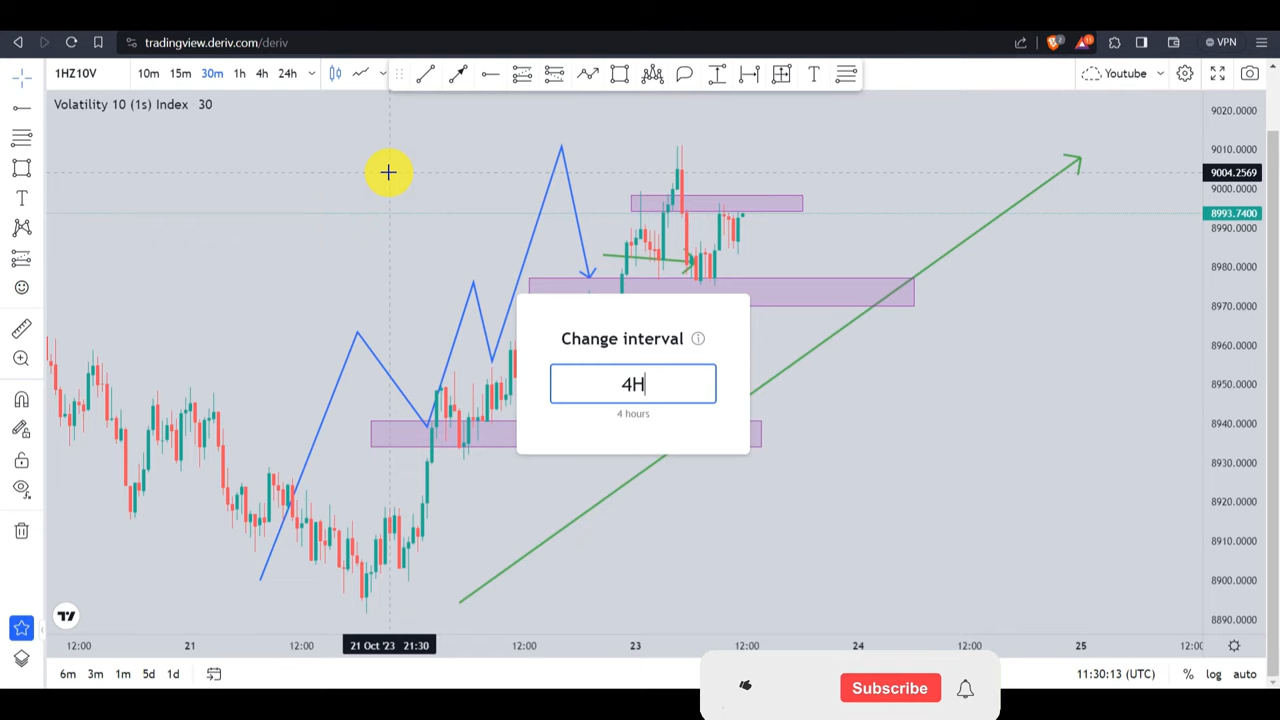 tradingview.deriv.com/deriv
2
11
VPN
1HZ10V 10m 15m 30m 1h 4h 24h
T
Youtube
Volatility 10 (1s) Index 30
9020.0000
9010.0000
9004.2569
9000.0000
8993.7400
8990.0000
8980.0000
8970.0000
8960.0000
8950.0000
8940.0000
8930.0000
8920.0000
8910.0000
8900.0000
8890.0000
Change interval
4H
4 hours
12:00 21 12:00 21 Oct '23 21:30 12:00 23 12:00 24 12:00 25 12:00
6m 3m 1m 5d 1d
11:30:13 (UTC) % log auto
Subscribe